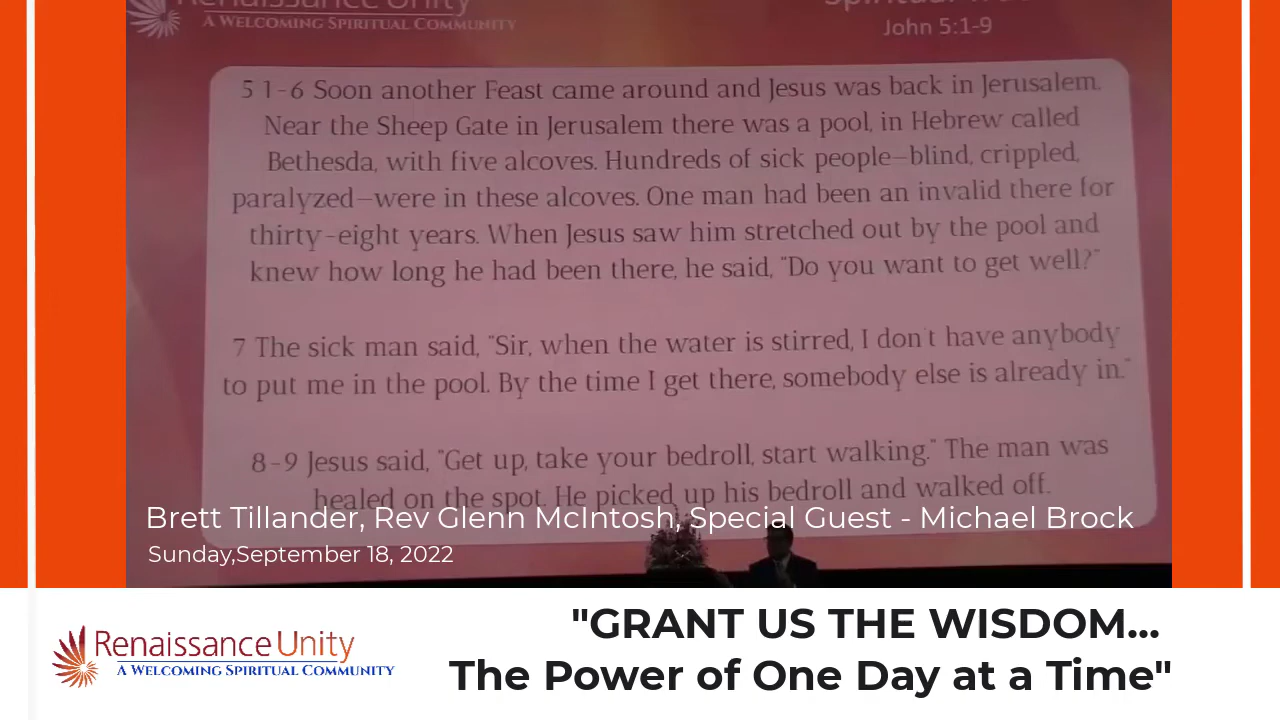 Renaissance Unity
A WELCOMING SPIRITUAL COMMUNITY
Spiritual
John 5:1-9
5 1-6 Soon another Feast came around and Jesus was back in Jerusalem.
Near the Sheep Gate in Jerusalem there was a pool, in Hebrew called
Bethesda, with five alcoves. Hundreds of sick people—blind, crippled,
paralyzed—were in these alcoves. One man had been an invalid there for
thirty-eight years. When Jesus saw him stretched out by the pool and
knew how long he had been there, he said, "Do you want to get well?"
7 The sick man said, "Sir, when the water is stirred, I don't have anybody
to put me in the pool. By the time I get there, somebody else is already in."
8-9 Jesus said, "Get up, take your bedroll, start walking." The man was
healed on the spot. He picked up his bedroll and walked off.
Brett Tillander, Rev Glenn McIntosh, Special Guest - Michael Brock
Sunday,September 18, 2022
Renaissance Unity
A WELCOMING SPIRITUAL COMMUNITY
"GRANT US THE WISDOM...
The Power of One Day at a Time"